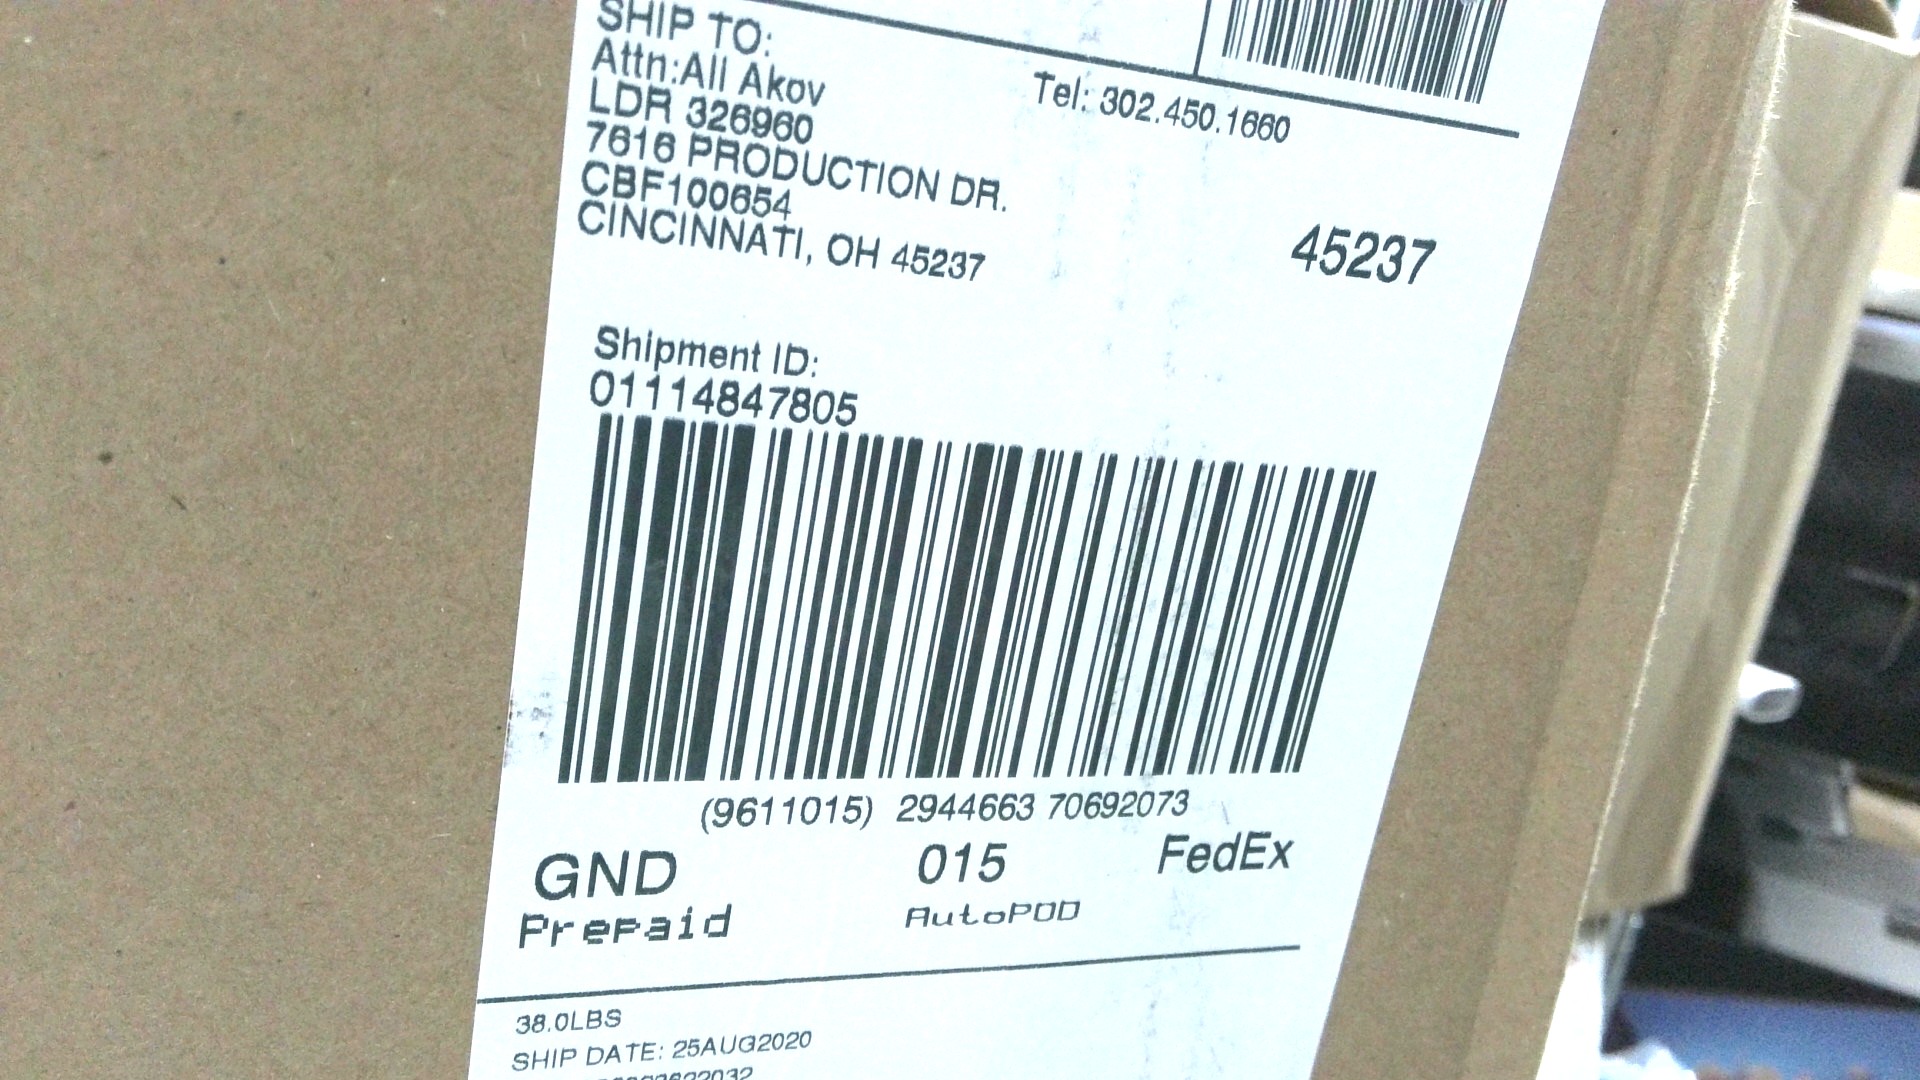 SHIP TO:
Attn:Ali Akov
LDR 326960
7616 PRODUCTION DR.
CBF100654
CINCINNATI, OH 45237
Tel: 302.450.1660
45237
Shipment ID:
01114847805
(9611015) 2944663 70692073
GND 015 FedEx
Prepaid AutoPOD
38.0LBS
SHIP DATE: 25AUG2020